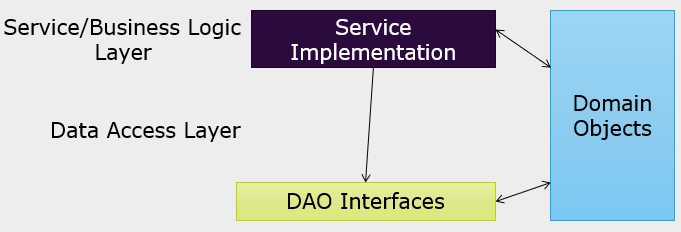 Service/Business Logic
Layer
Service
Implementation
Domain
Objects
Data Access Layer
DAO Interfaces